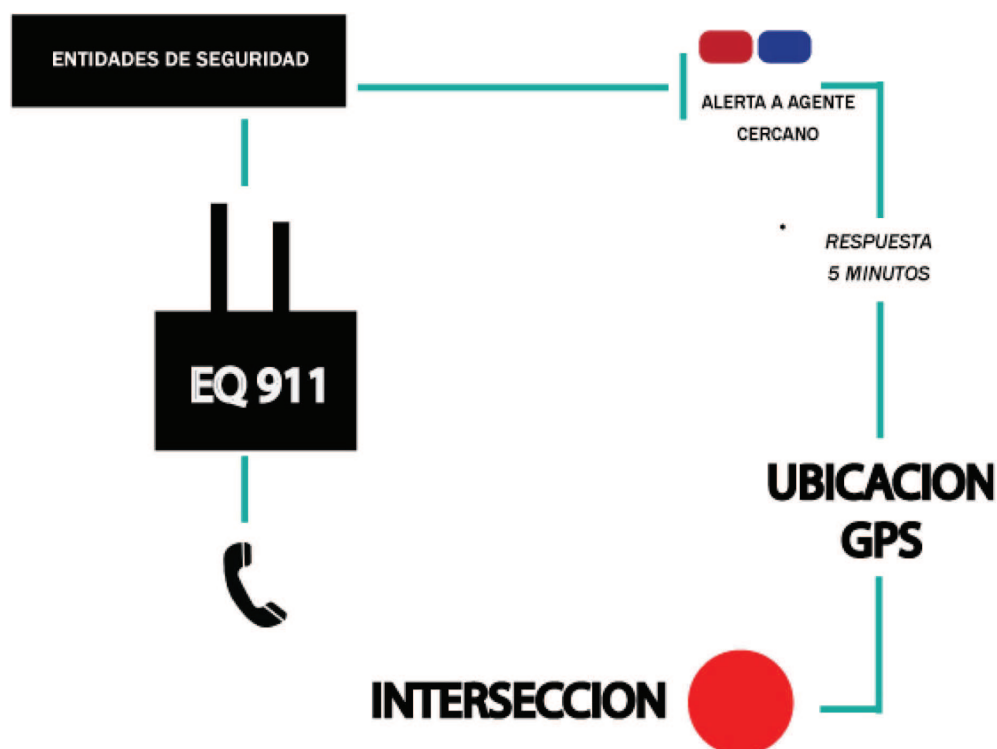 ENTIDADES DE SEGURIDAD
ALERTA A AGENTE
CERCANO
RESPUESTA
5 MINUTOS
EQ 911
UBICACION
GPS
INTERSECCION